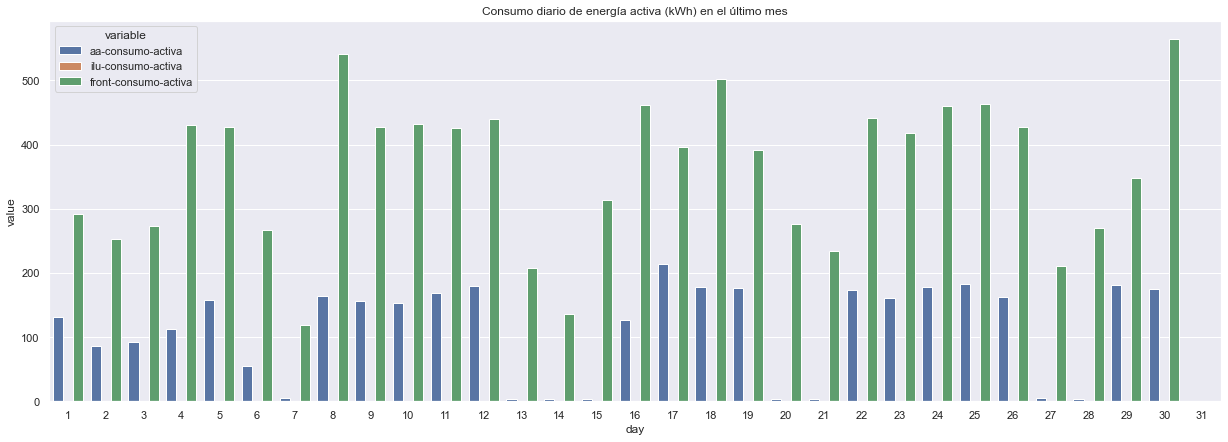 Consumo diario de energía activa (kWh) en el último mes
variable
aa-consumo-activa
ilu-consumo-activa
front-consumo-activa
500
400
300
200
100
0
value
1 2 3 4 5 6 7 8 9 10 11 12 13 14 15 16 17 18 19 20 21 22 23 24 25 26 27 28 29 30 31
day